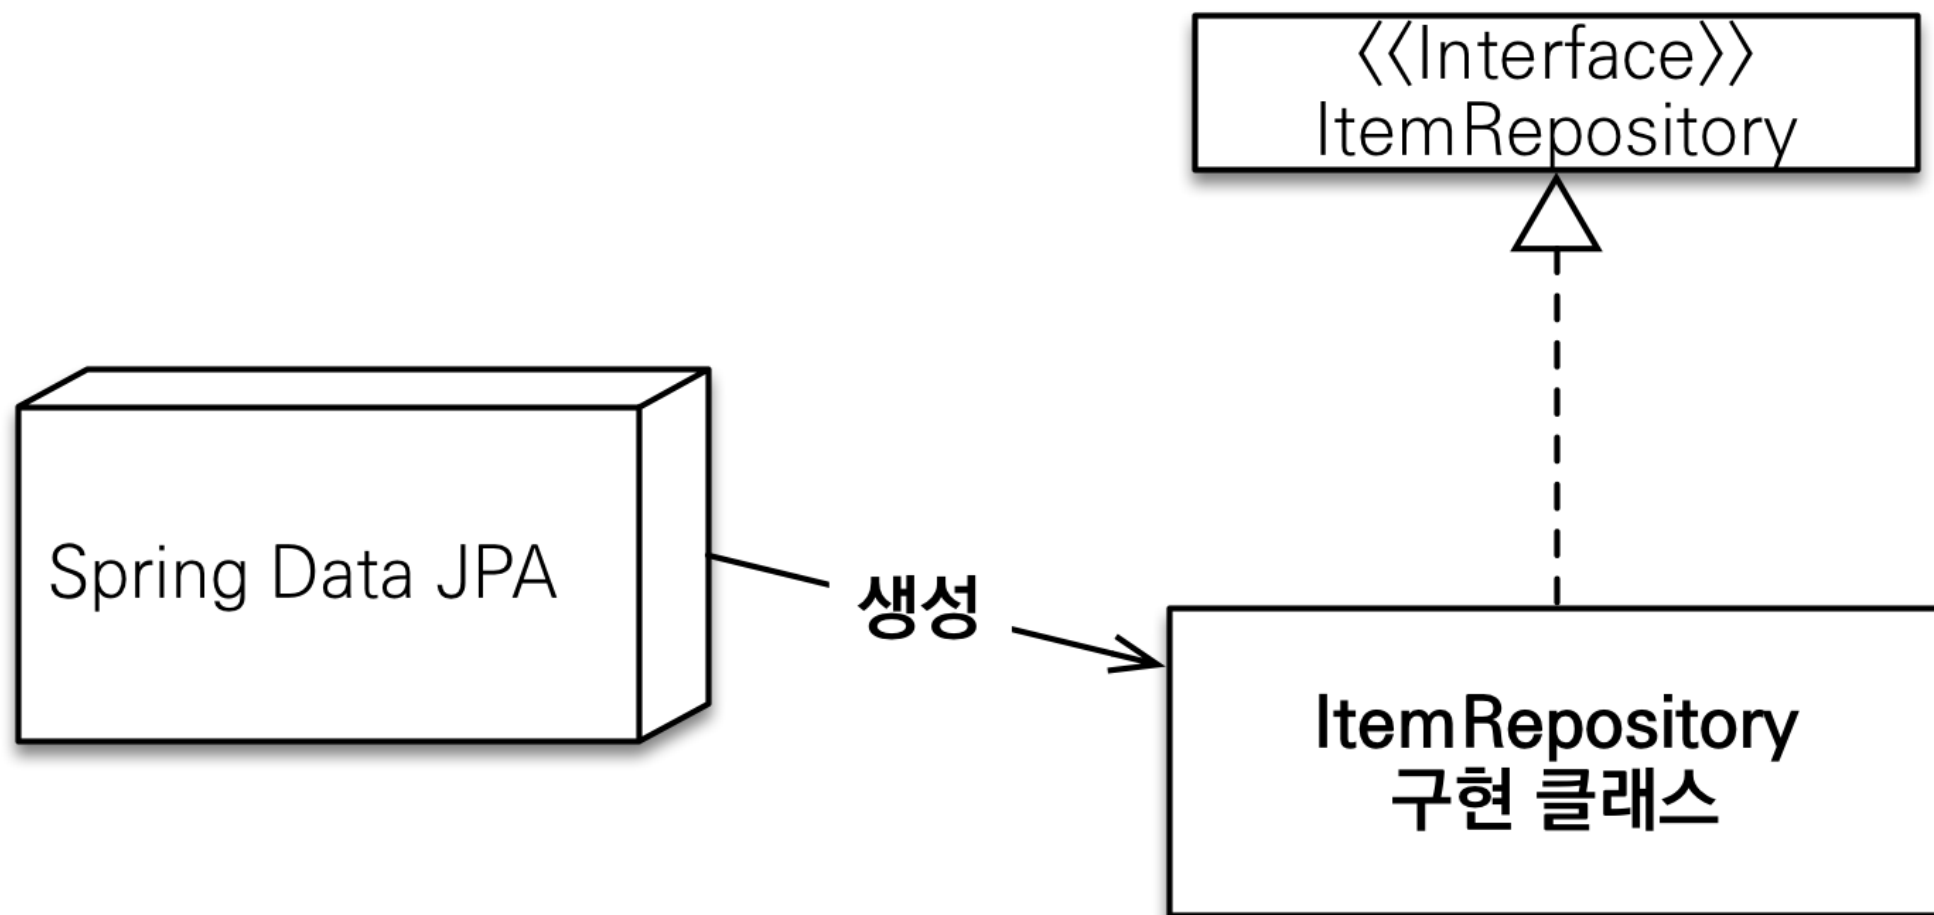 《Interface》
ItemRepository
Spring Data JPA
생성
ItemRepository
구현 클래스